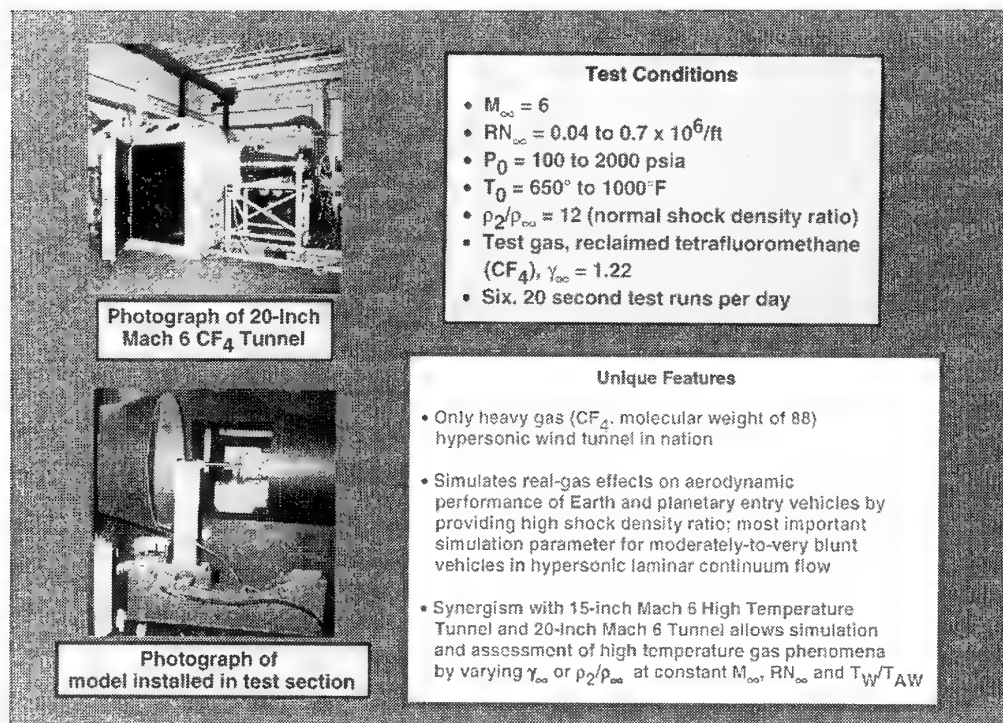 Test Conditions
• M∞ = 6
• RN∞ = 0.04 to 0.7 x 10⁶/ft
• P₀ = 100 to 2000 psia
• T₀ = 650° to 1000°F
• ρ₂/ρ∞ = 12 (normal shock density ratio)
• Test gas, reclaimed tetrafluoromethane
(CF₄), γ∞ = 1.22
• Six, 20 second test runs per day
Photograph of 20-Inch
Mach 6 CF₄ Tunnel
Unique Features
• Only heavy gas (CF₄, molecular weight of 88)
hypersonic wind tunnel in nation
• Simulates real-gas effects on aerodynamic
performance of Earth and planetary entry vehicles by
providing high shock density ratio; most important
simulation parameter for moderately-to-very blunt
vehicles in hypersonic laminar continuum flow
• Synergism with 15-inch Mach 6 High Temperature
Tunnel and 20-Inch Mach 6 Tunnel allows simulation
and assessment of high temperature gas phenomena
by varying γ∞ or ρ₂/ρ∞ at constant M∞, RN∞ and T_W/T_AW
Photograph of
model installed in test section